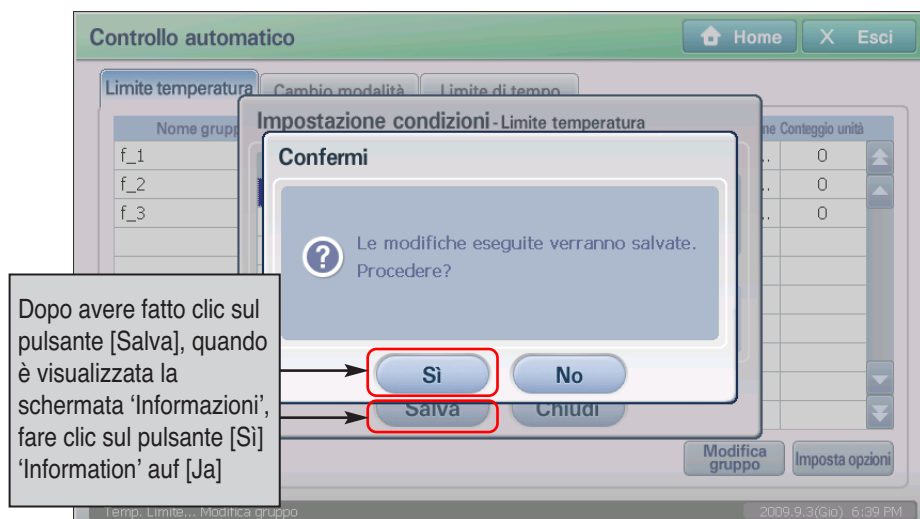 Controllo automatico
Home
X Esci
Limite temperatura
Cambio modalità
Limite di tempo
Impostazione condizioni - Limite temperatura
Nome grupp
ne Conteggio unità
Confermi
f_1
.. 0
f_2
.. 0
f_3
.. 0
Le modifiche eseguite verranno salvate.
Procedere?
Dopo avere fatto clic sul
pulsante [Salva], quando
è visualizzata la
schermata ‘Informazioni’,
fare clic sul pulsante [Sì]
‘Information’ auf [Ja]
Sì
No
Salva
Chiudi
Modifica
gruppo
Imposta opzioni
Temp. Limite... Modifica gruppo
2009.9.3(Gio) 6:39 PM